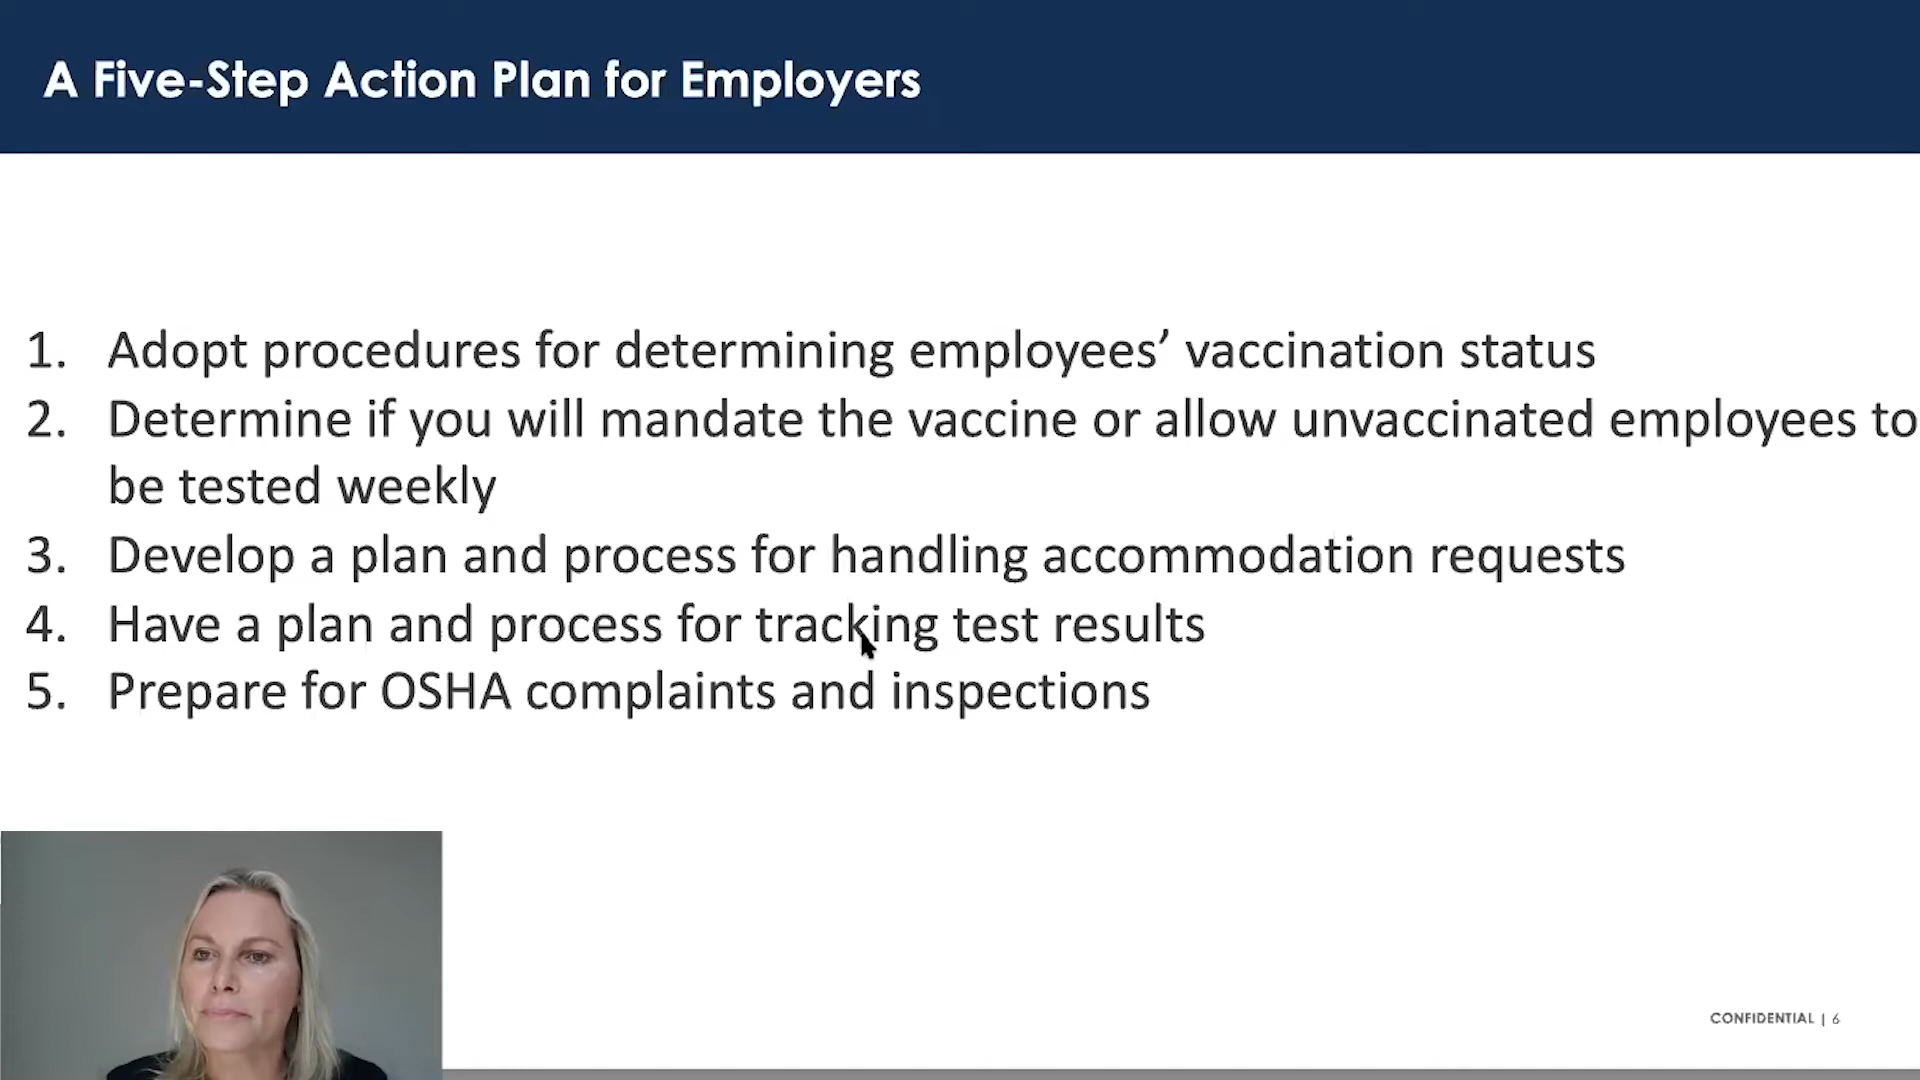 A Five-Step Action Plan for Employers
1. Adopt procedures for determining employees’ vaccination status
2. Determine if you will mandate the vaccine or allow unvaccinated employees to
be tested weekly
3. Develop a plan and process for handling accommodation requests
4. Have a plan and process for tracking test results
5. Prepare for OSHA complaints and inspections
CONFIDENTIAL | 6